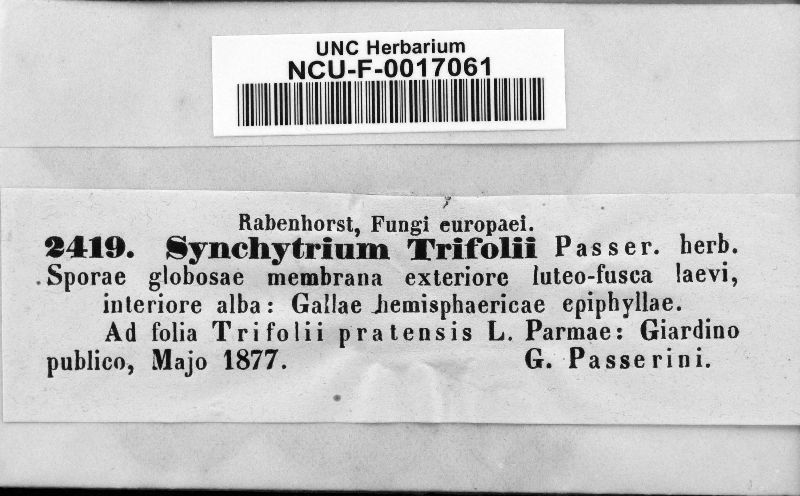 UNC Herbarium
NCU-F-0017061
Rabenhorst, Fungi europaei.
2419. Synchytrium Trifolii Passer. herb.
Sporae globosae membrana exteriore luteo-fusca laevi,
interiore alba: Gallae hemisphaericae epiphyllae.
Ad folia Trifolii pratensis L. Parmae: Giardino
publico, Majo 1877. G. Passerini.